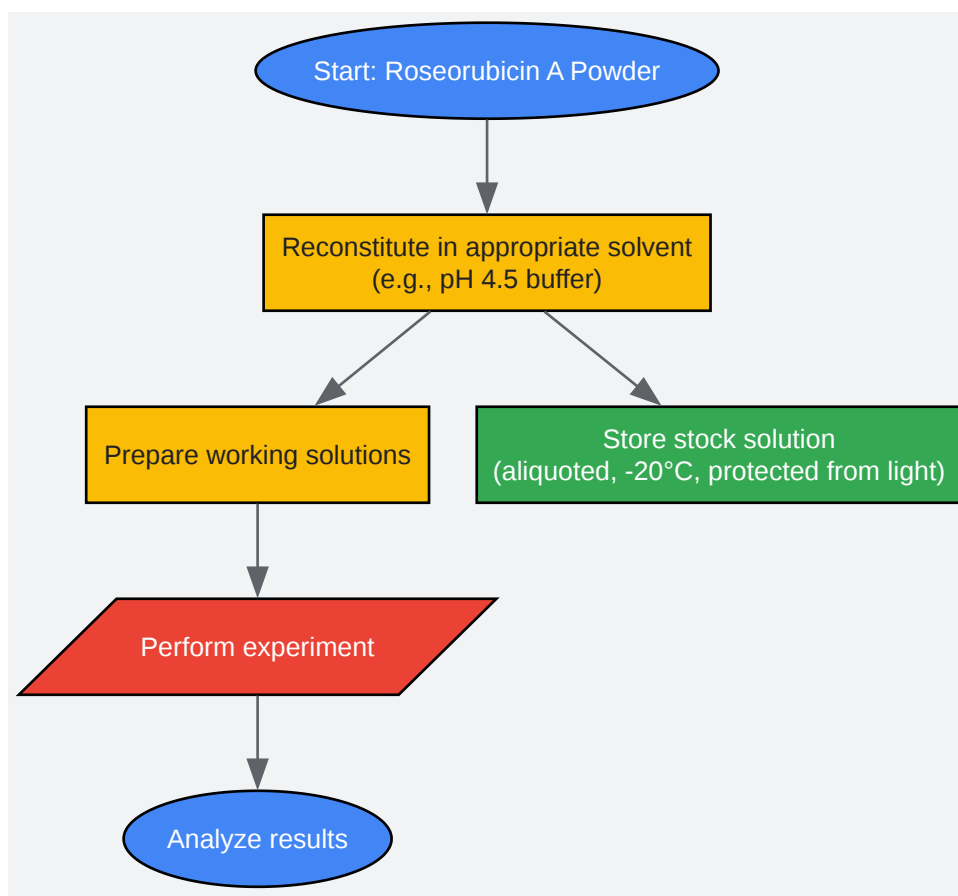 Start: Roseorubicin A Powder
Reconstitute in appropriate solvent
(e.g., pH 4.5 buffer)
Prepare working solutions
Store stock solution
(aliquoted, -20°C, protected from light)
Perform experiment
Analyze results